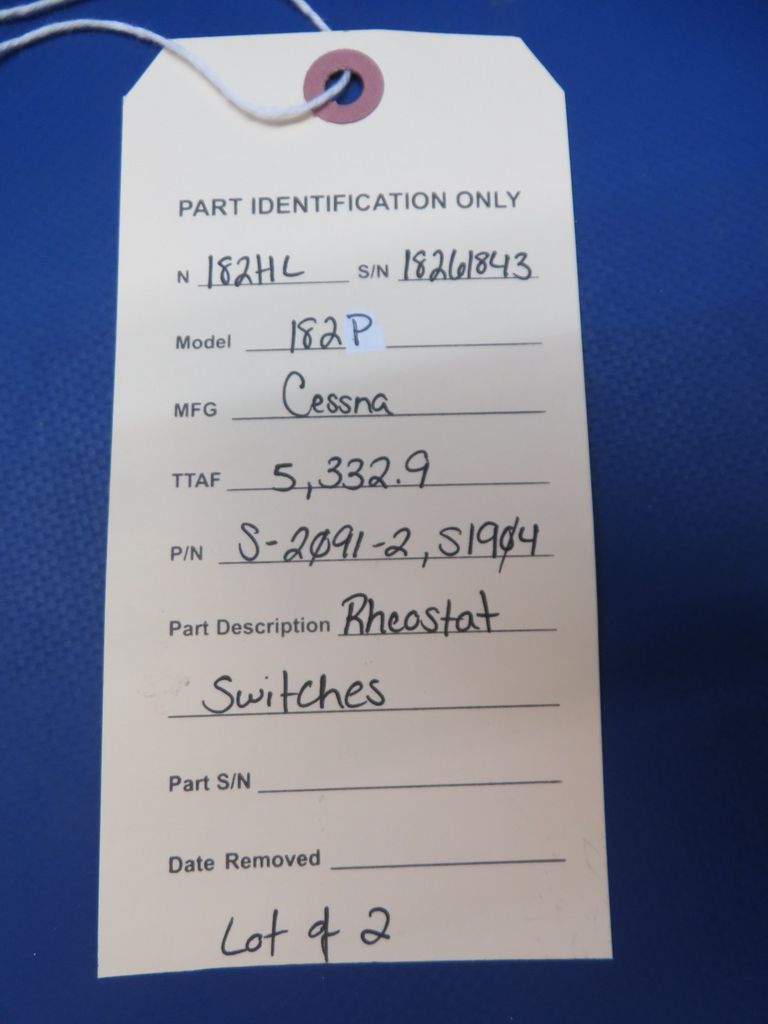 PART IDENTIFICATION ONLY
N 182HL S/N 18261843
Model 182P
MFG Cessna
TTAF 5,332.9
P/N S-2091-2, S1904
Part Description Rheostat
Switches
Part S/N
Date Removed
Lot of 2